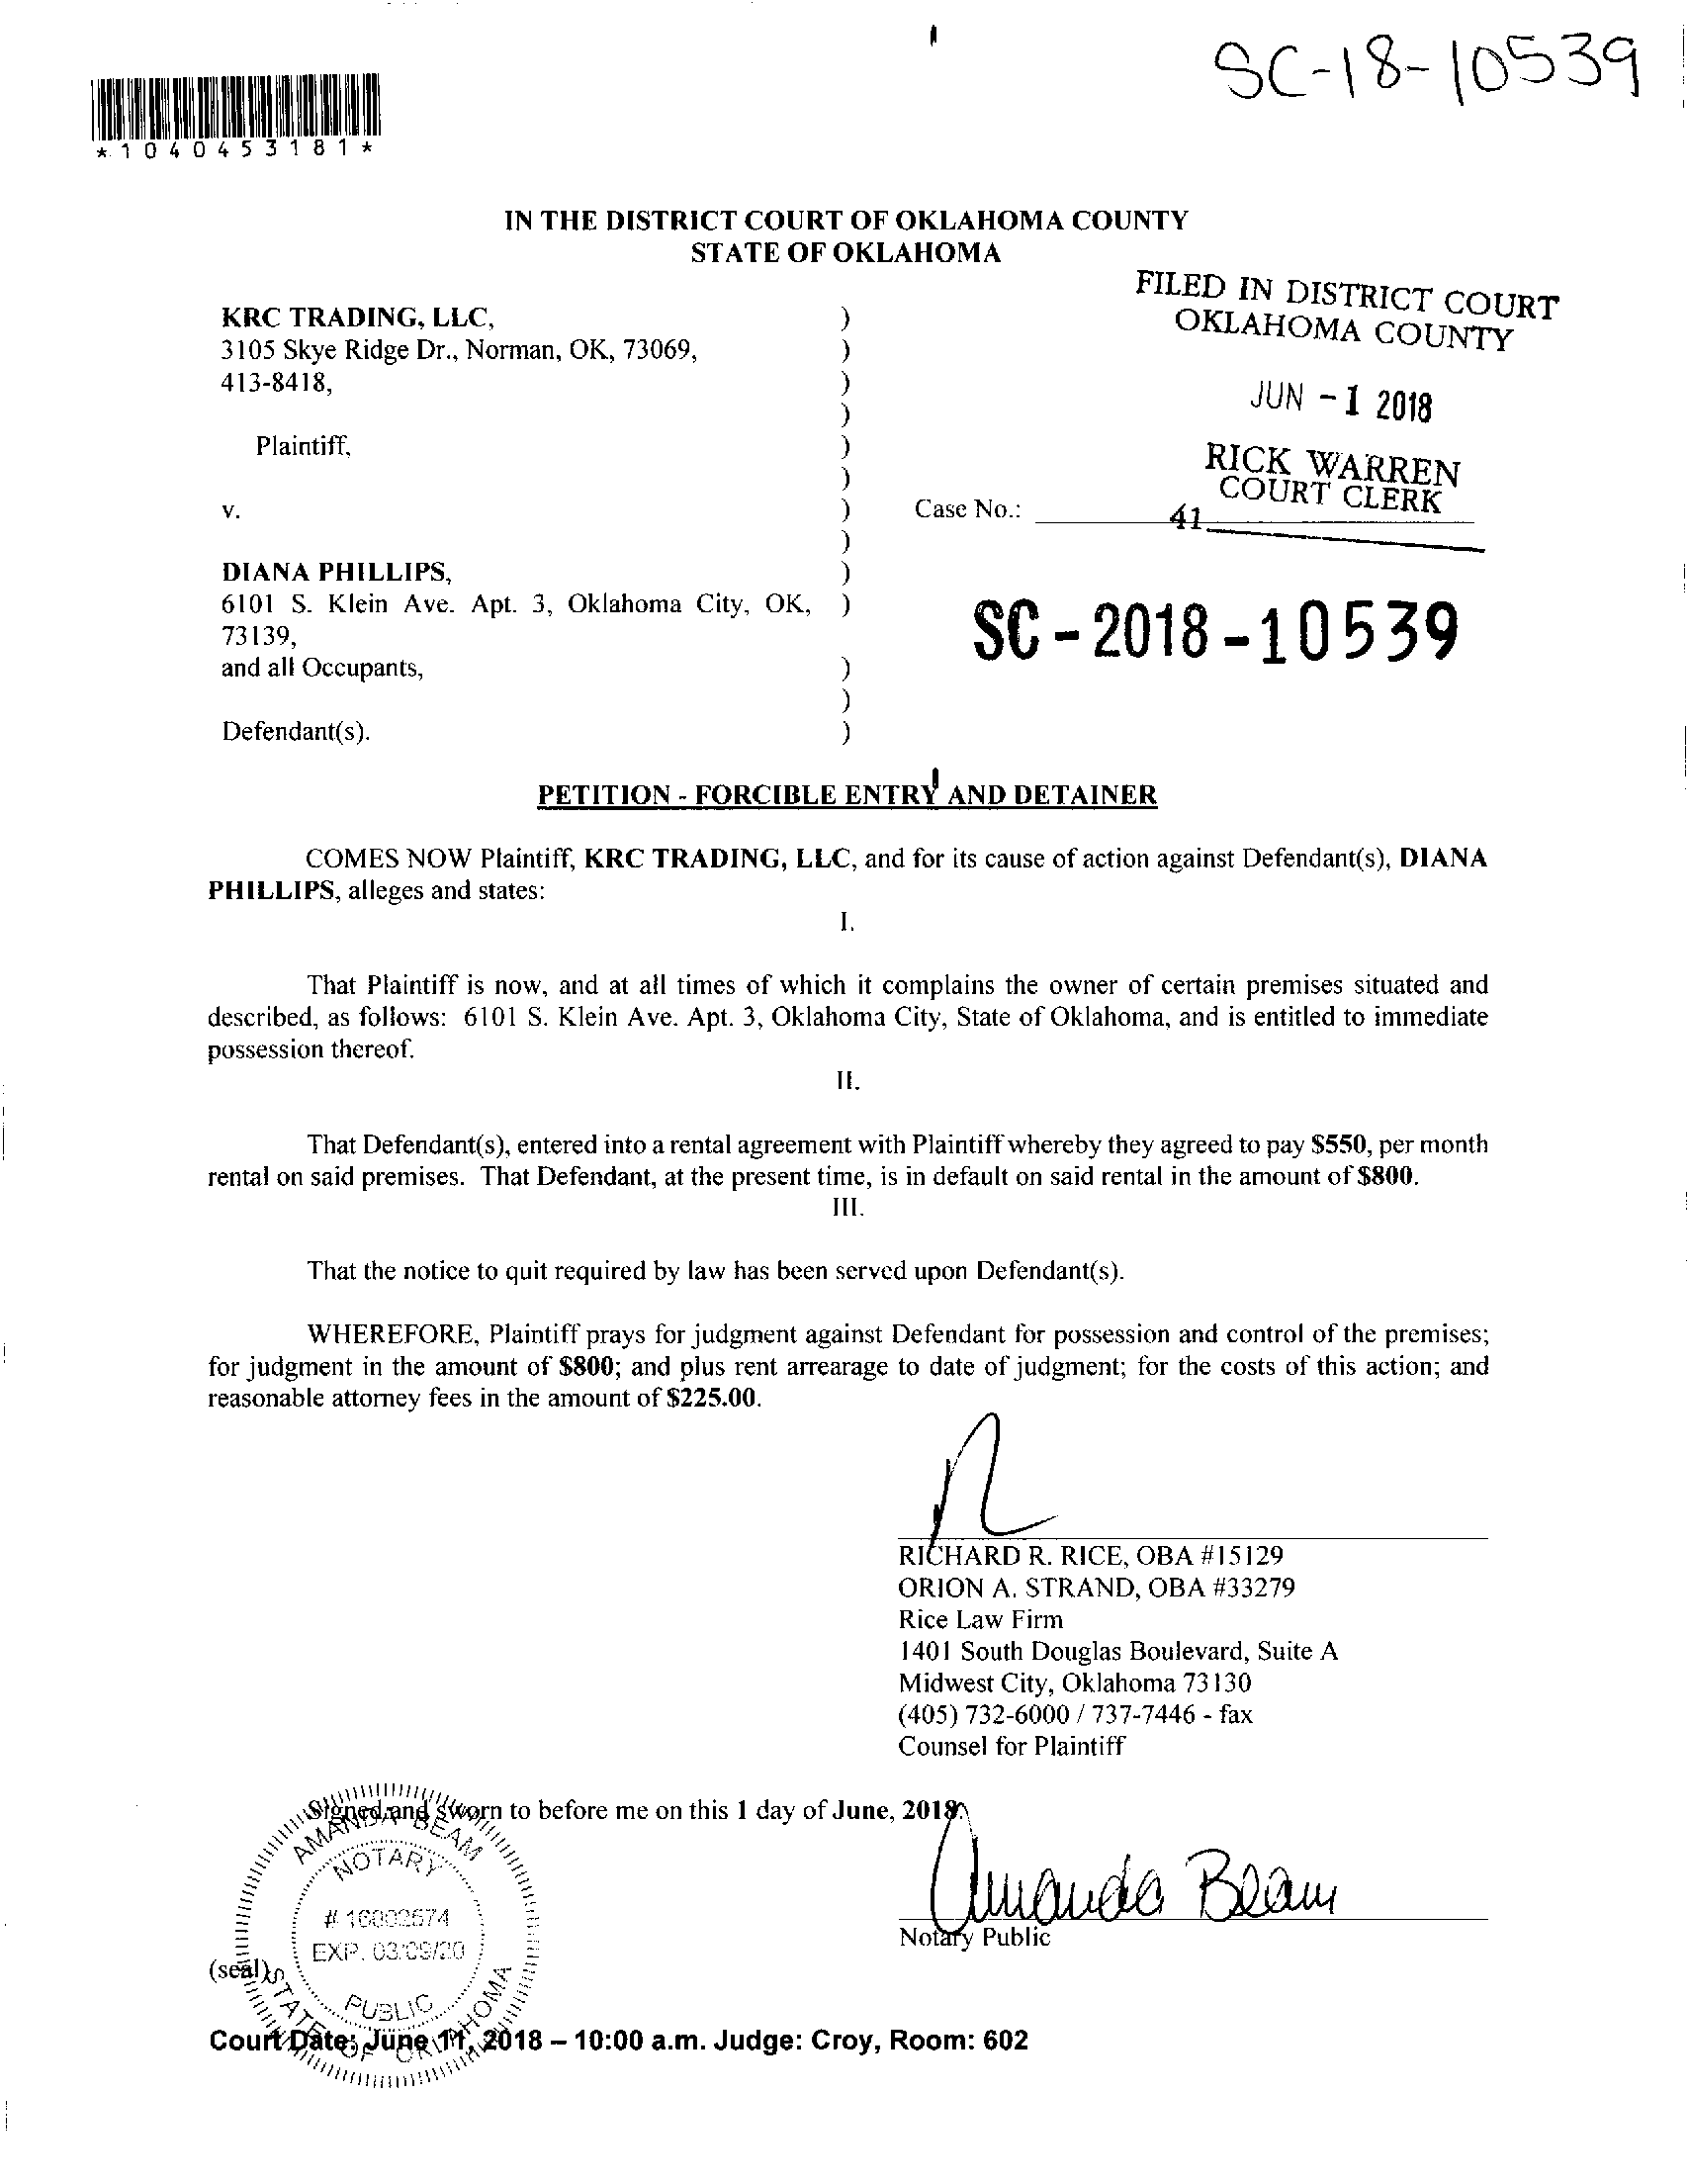 SC-18-10539
*1040453181*
IN THE DISTRICT COURT OF OKLAHOMA COUNTY
STATE OF OKLAHOMA
FILED IN DISTRICT COURT
OKLAHOMA COUNTY
JUN - 1 2018
RICK WARREN
COURT CLERK
41
KRC TRADING, LLC, )
3105 Skye Ridge Dr., Norman, OK, 73069, )
413-8418, )
)
Plaintiff, )
)
v. ) Case No.:
)
DIANA PHILLIPS, )
6101 S. Klein Ave. Apt. 3, Oklahoma City, OK, )
73139,
and all Occupants, )
)
Defendant(s). )
SC-2018-10539
PETITION - FORCIBLE ENTRY AND DETAINER
COMES NOW Plaintiff, KRC TRADING, LLC, and for its cause of action against Defendant(s), DIANA
PHILLIPS, alleges and states:
I.
That Plaintiff is now, and at all times of which it complains the owner of certain premises situated and
described, as follows: 6101 S. Klein Ave. Apt. 3, Oklahoma City, State of Oklahoma, and is entitled to immediate
possession thereof.
II.
That Defendant(s), entered into a rental agreement with Plaintiff whereby they agreed to pay $550, per month
rental on said premises. That Defendant, at the present time, is in default on said rental in the amount of $800.
III.
That the notice to quit required by law has been served upon Defendant(s).
WHEREFORE, Plaintiff prays for judgment against Defendant for possession and control of the premises;
for judgment in the amount of $800; and plus rent arrearage to date of judgment; for the costs of this action; and
reasonable attorney fees in the amount of $225.00.
RICHARD R. RICE, OBA #15129
ORION A. STRAND, OBA #33279
Rice Law Firm
1401 South Douglas Boulevard, Suite A
Midwest City, Oklahoma 73130
(405) 732-6000 / 737-7446 - fax
Counsel for Plaintiff
Signed and sworn to before me on this 1 day of June, 2018.
Amanda Beam
Notary Public
AMANDA BEAM
NOTARY
# 16002574
EXP. 03/09/20
PUBLIC
STATE OF OKLAHOMA
(seal)
Court Date: June 11, 2018 – 10:00 a.m. Judge: Croy, Room: 602